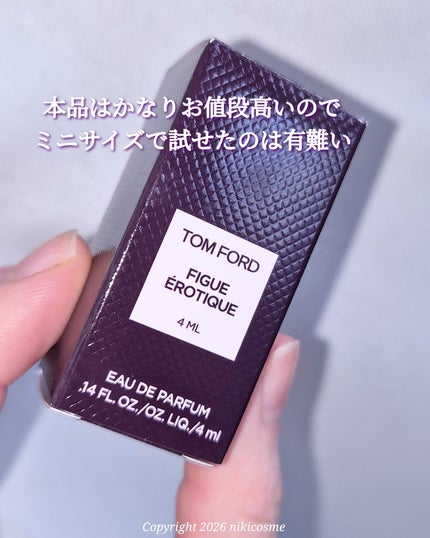 本品はかなりお値段高いので
ミニサイズで試せたのは有難い
TOM FORD
FIGUE
ÉROTIQUE
4 ML
EAU DE PARFUM
.14 FL. OZ./OZ. LIQ./4 ml
Copyright 2026 nikicosme